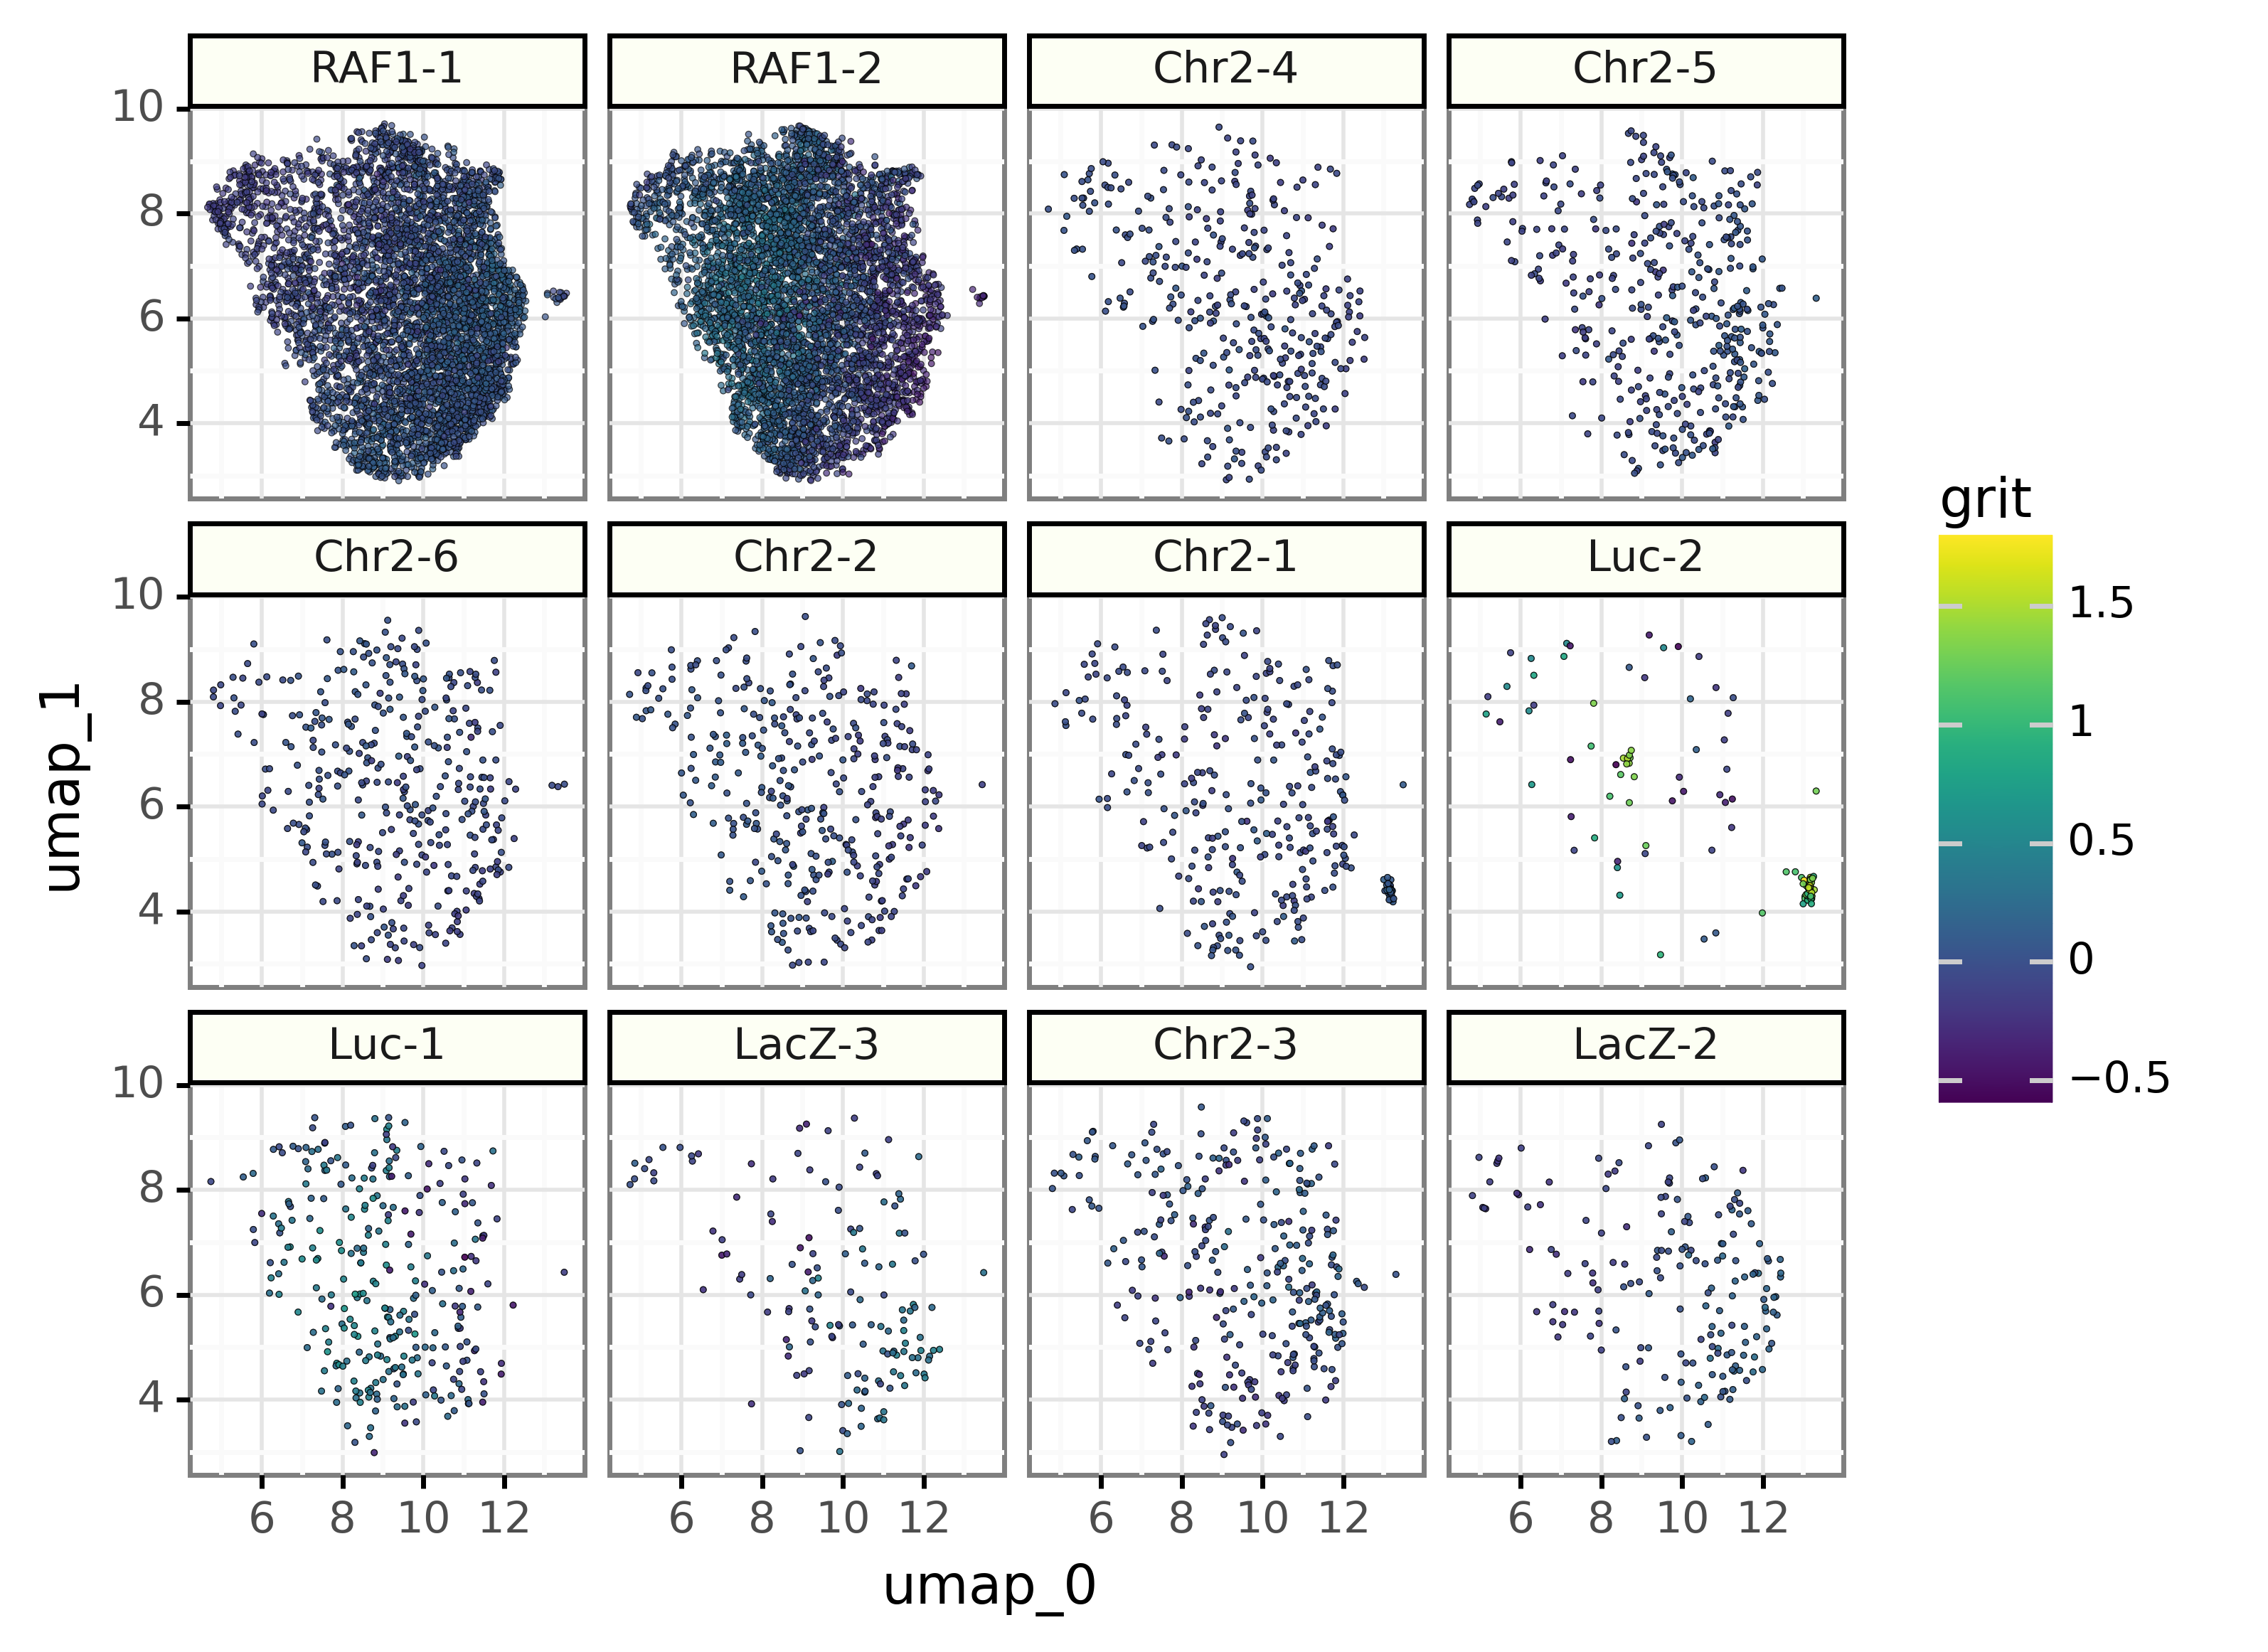 RAF1-1 RAF1-2 Chr2-4 Chr2-5
10
8
6
4
Chr2-6 Chr2-2 Chr2-1 Luc-2
10
8
6
4
Luc-1 LacZ-3 Chr2-3 LacZ-2
10
8
6
4
6 8 10 12 6 8 10 12 6 8 10 12 6 8 10 12
umap_0
umap_1
grit
1.5
1
0.5
0
−0.5